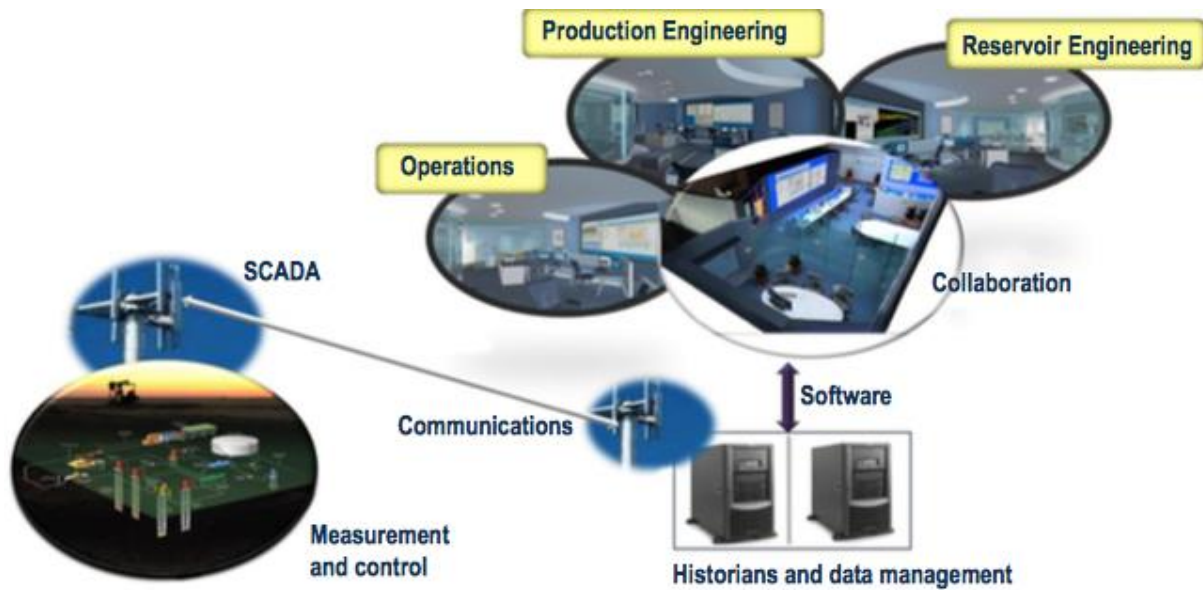 Production Engineering
Reservoir Engineering
Operations
SCADA
Collaboration
Software
Communications
Measurement
and control
Historians and data management